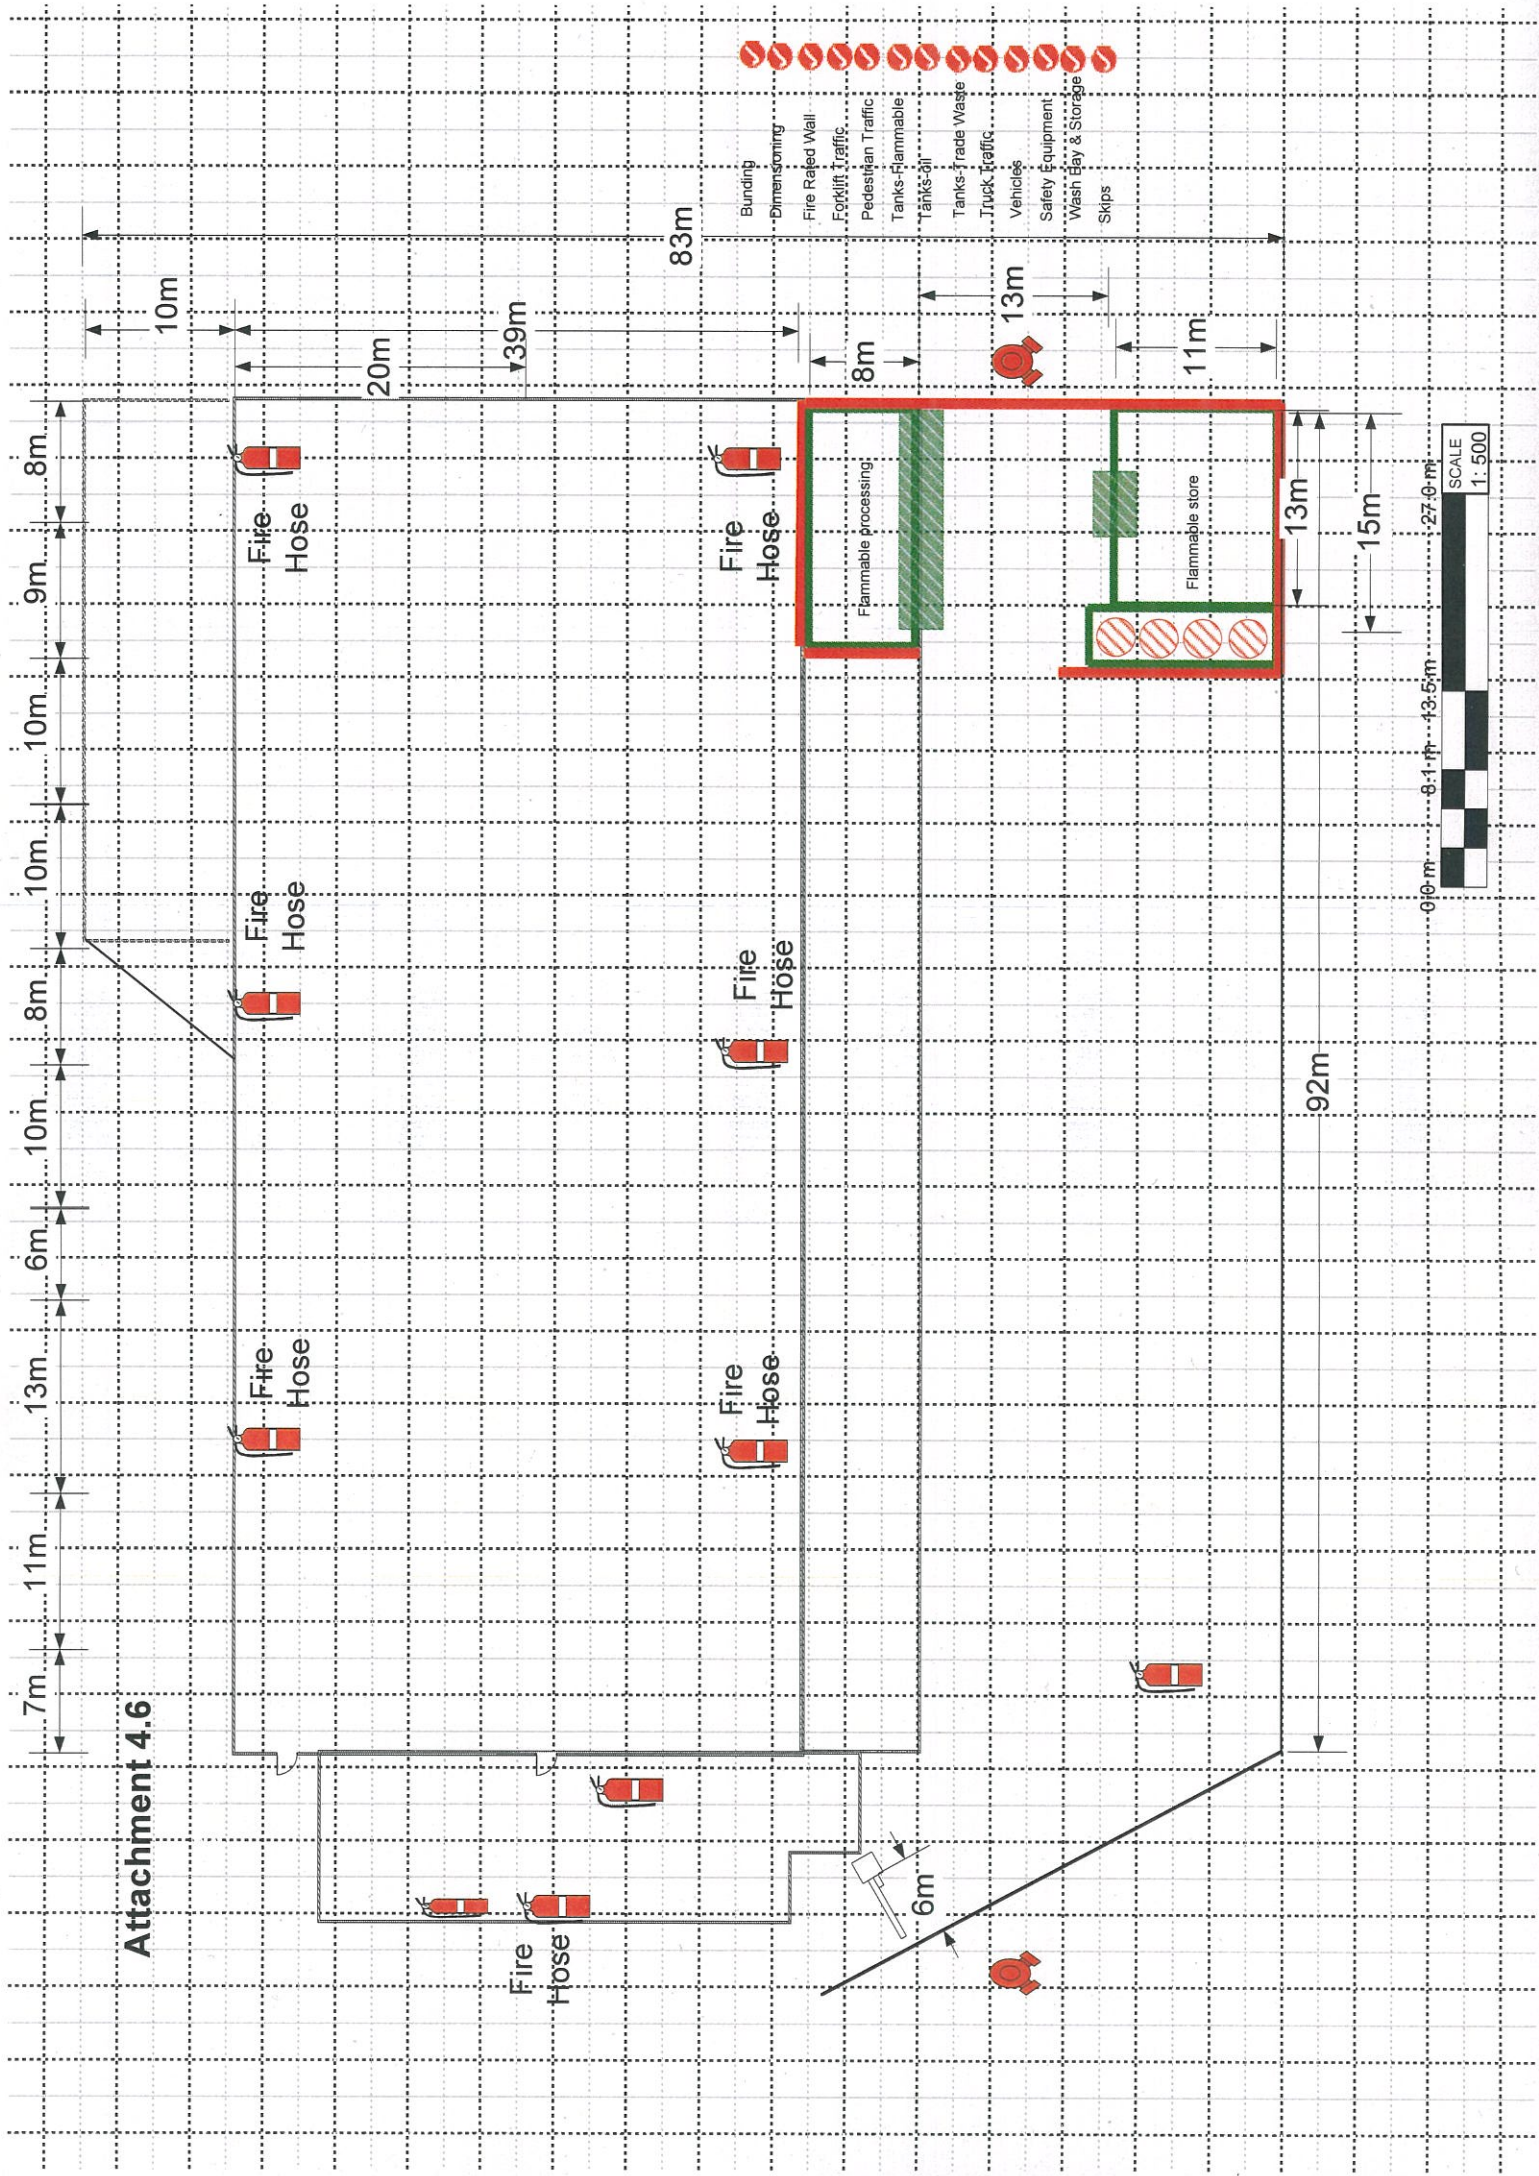 Attachment 4.6
7m
11m
13m
6m
10m
8m
10m
10m
9m
8m
10m
20m
39m
83m
8m
13m
11m
13m
15m
92m
6m
Fire
Hose
Fire
Hose
Fire
Hose
Fire
Hose
Fire
Hose
Fire
Hose
Fire
Hose
Flammable processing
Flammable store
Bunding
Dimensioning
Fire Rated Wall
Forklift Traffic
Pedestrian Traffic
Tanks-Flammable
Tanks-oil
Tanks-Trade Waste
Truck Traffic
Vehicles
Safety Equipment
Wash Bay & Storage
Skips
0.0 m 8.1 m 13.5 m 27.0 m
SCALE
1: 500